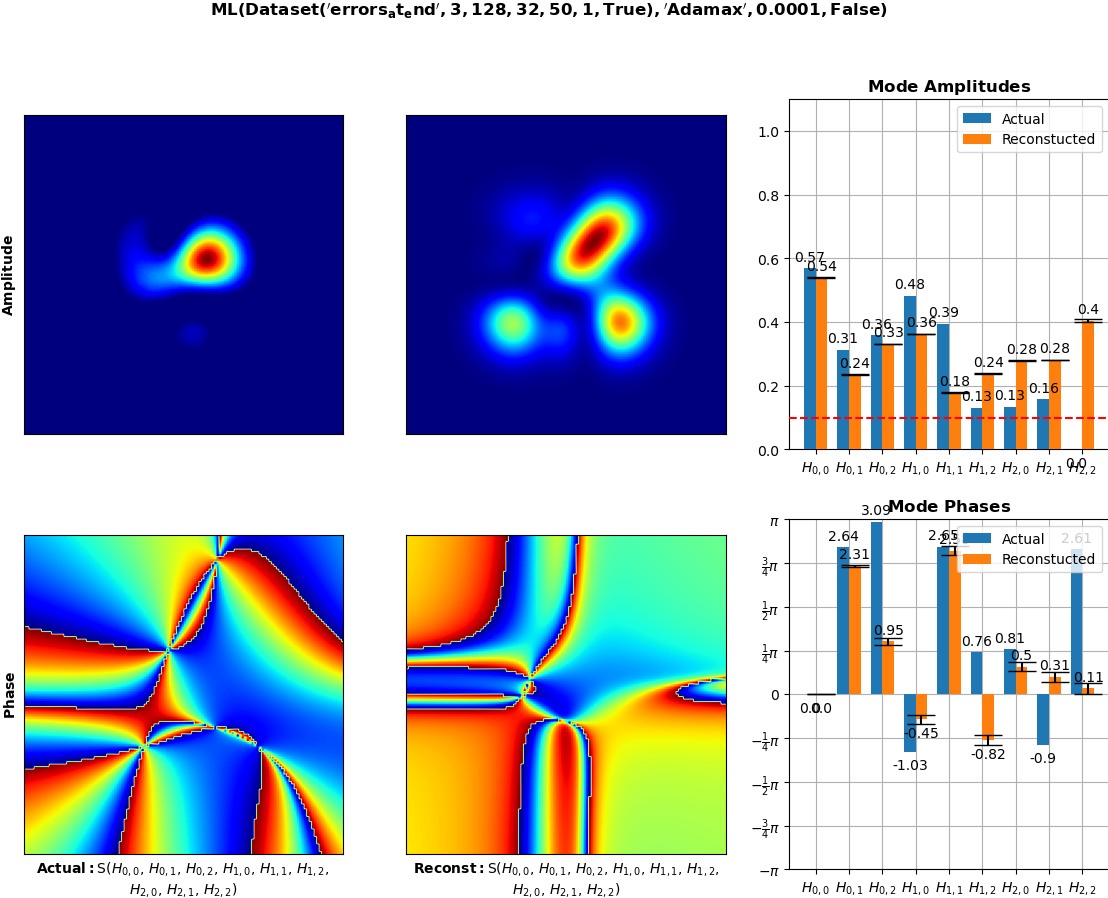 ML(Dataset('errors_at_end', 3, 128, 32, 50, 1, True), 'Adamax', 0.0001, False)
Amplitude
Mode Amplitudes
Actual
Reconstucted
1.0
0.8
0.6
0.4
0.2
0.0
0.57
0.54
0.31
0.24
0.36
0.33
0.48
0.36
0.39
0.18
0.13
0.24
0.13
0.28
0.16
0.28
0.0
0.4
H0,0 H0,1 H0,2 H1,0 H1,1 H1,2 H2,0 H2,1 H2,2
Phase
Actual: S(H0,0, H0,1, H0,2, H1,0, H1,1, H1,2,
H2,0, H2,1, H2,2)
Reconst: S(H0,0, H0,1, H0,2, H1,0, H1,1, H1,2,
H2,0, H2,1, H2,2)
Mode Phases
Actual
Reconstucted
π
3/4π
1/2π
1/4π
0
−1/4π
−1/2π
−3/4π
−π
0.0
0.0
2.64
2.31
3.09
0.95
-1.03
-0.45
2.65
0.76
-0.82
0.81
0.5
-0.9
0.31
2.61
0.11
H0,0 H0,1 H0,2 H1,0 H1,1 H1,2 H2,0 H2,1 H2,2